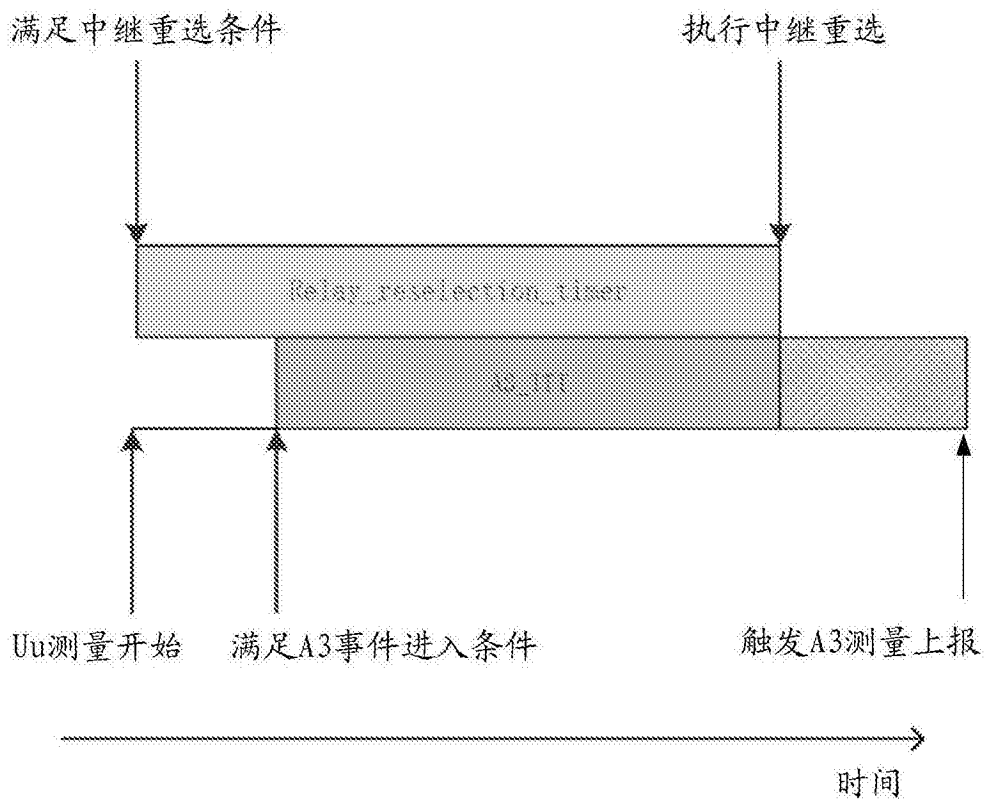 满足中继重选条件
执行中继重选
Relay_reselection_timer
Uu测量开始
满足A3事件进入条件
触发A3测量上报
时间